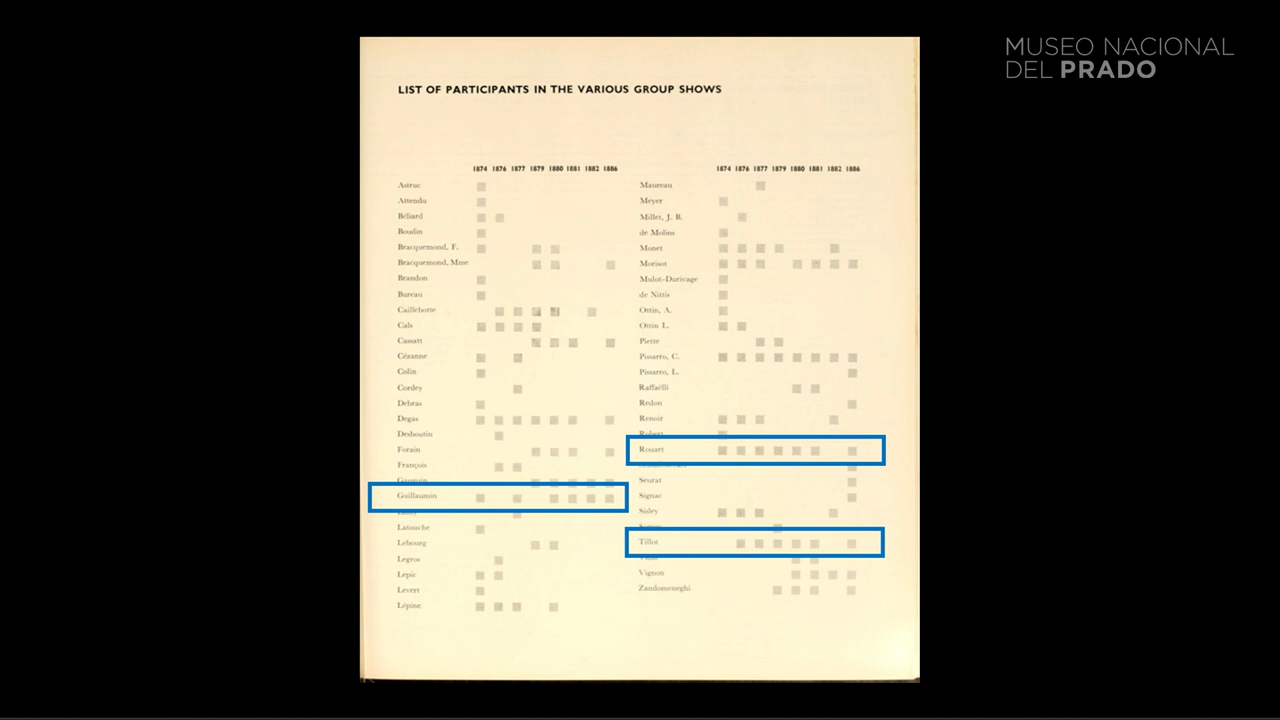 MUSEO NACIONAL
DEL PRADO
LIST OF PARTICIPANTS IN THE VARIOUS GROUP SHOWS
1874 1876 1877 1879 1880 1881 1882 1886
Astruc
Attendu
Béliard
Boudin
Bracquemond, F.
Bracquemond, Mme
Brandon
Bureau
Caillebotte
Cals
Cassatt
Cézanne
Colin
Cordey
Debras
Degas
Desboutin
Forain
François
Gauguin
Guillaumin
Latouche
Lebourg
Legros
Lepic
Levert
Lépine
1874 1876 1877 1879 1880 1881 1882 1886
Maureau
Meyer
Millet, J. B.
de Molins
Monet
Morisot
Mulot-Durivage
de Nittis
Ottin, A.
Ottin L.
Piette
Pissarro, C.
Pissarro, L.
Raffaëlli
Redon
Renoir
Robert
Rouart
Seurat
Signac
Sisley
Tillot
Vignon
Zandomeneghi